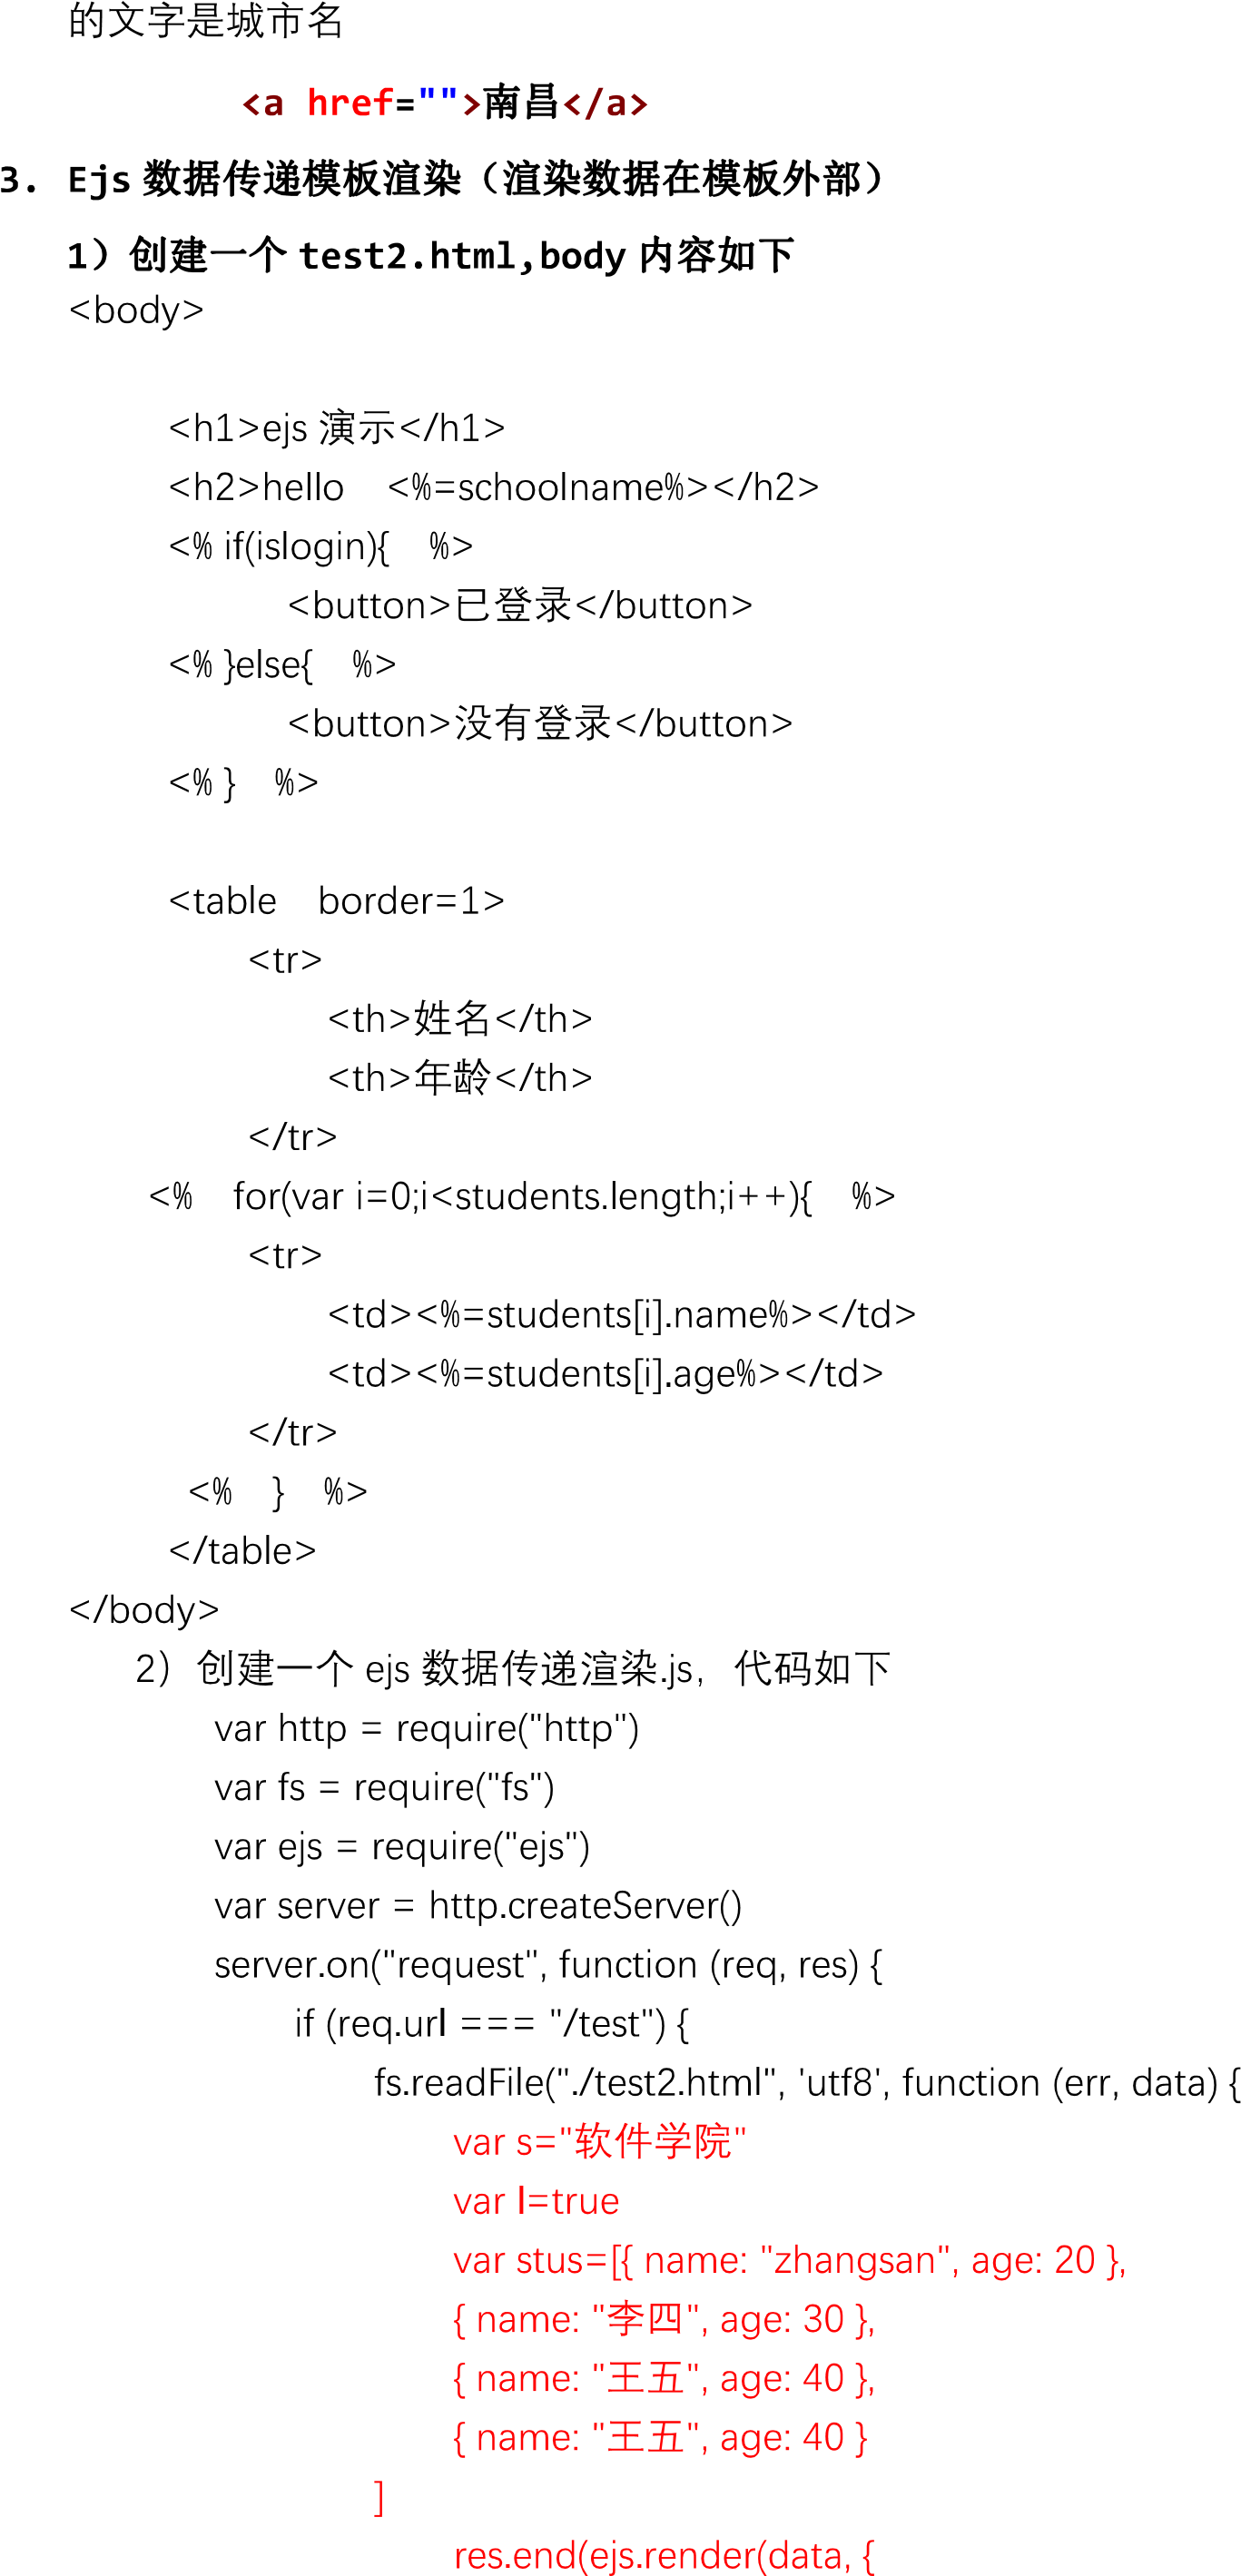 的文字是城市名
<a href="">南昌</a>
3. Ejs 数据传递模板渲染（渲染数据在模板外部）
1）创建一个 test2.html,body 内容如下
<body>
<h1>ejs 演示</h1>
<h2>hello  <%=schoolname%></h2>
<% if(islogin){  %>
<button>已登录</button>
<% }else{  %>
<button>没有登录</button>
<% }  %>
<table  border=1>
<tr>
<th>姓名</th>
<th>年龄</th>
</tr>
<%  for(var i=0;i<students.length;i++){  %>
<tr>
<td><%=students[i].name%></td>
<td><%=students[i].age%></td>
</tr>
<%  }  %>
</table>
</body>
2）创建一个 ejs 数据传递渲染.js，代码如下
var http = require("http")
var fs = require("fs")
var ejs = require("ejs")
var server = http.createServer()
server.on("request", function (req, res) {
if (req.url === "/test") {
fs.readFile("./test2.html", 'utf8', function (err, data) {
var s="软件学院"
var l=true
var stus=[{ name: "zhangsan", age: 20 },
{ name: "李四", age: 30 },
{ name: "王五", age: 40 },
{ name: "王五", age: 40 }
]
res.end(ejs.render(data, {